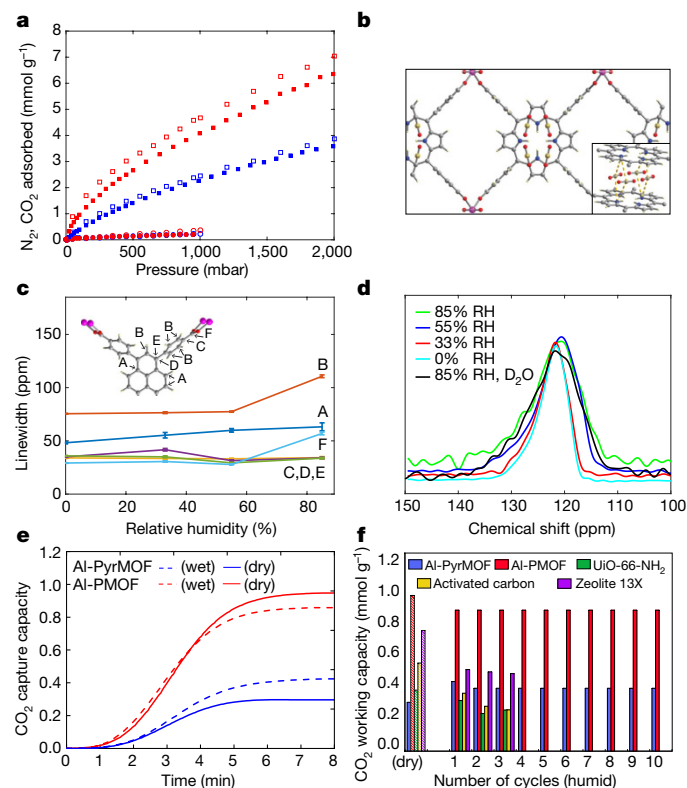 a
N2, CO2 adsorbed (mmol g−1)
8
7
6
5
4
3
2
1
0
500 1,000 1,500 2,000
Pressure (mbar)
b
c
Linewidth (ppm)
150
100
50
0
0 20 40 60 80
Relative humidity (%)
B
B
F
E
C
A
D
B
A
B
A
F
C,D,E
d
85% RH
55% RH
33% RH
0% RH
85% RH, D2O
150 140 130 120 110 100
Chemical shift (ppm)
e
CO2 capture capacity
1.2
1.0
0.8
0.6
0.4
0.2
0.0
Al-PyrMOF (wet) (dry)
Al-PMOF (wet) (dry)
0 1 2 3 4 5 6 7 8
Time (min)
f
CO2 working capacity (mmol g−1)
1.2
1.0
0.8
0.6
0.4
0.2
0.0
Al-PyrMOF Al-PMOF UiO-66-NH2
Activated carbon Zeolite 13X
(dry) 1 2 3 4 5 6 7 8 9 10
Number of cycles (humid)